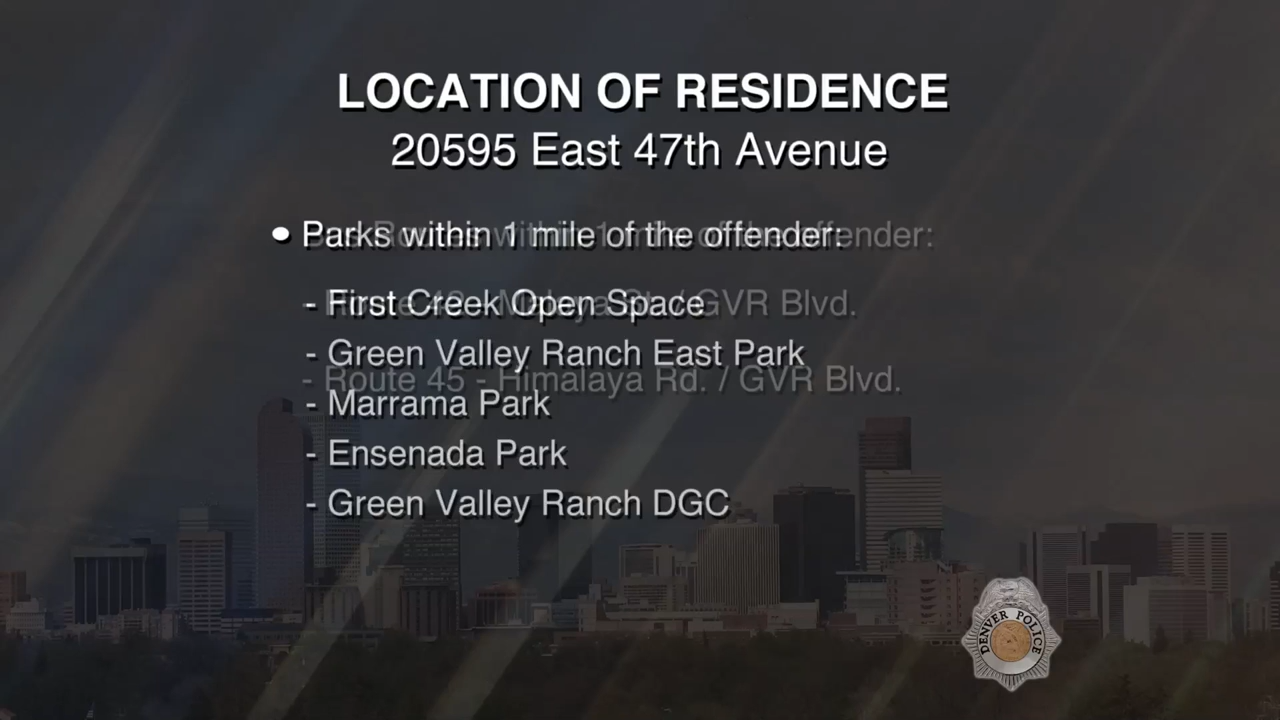 LOCATION OF RESIDENCE
20595 East 47th Avenue
• Parks within 1 mile of the offender:
- First Creek Open Space
- Green Valley Ranch East Park
- Route 45 - Himalaya Rd. / GVR Blvd.
- Marrama Park
- Ensenada Park
- Green Valley Ranch DGC
DENVER POLICE